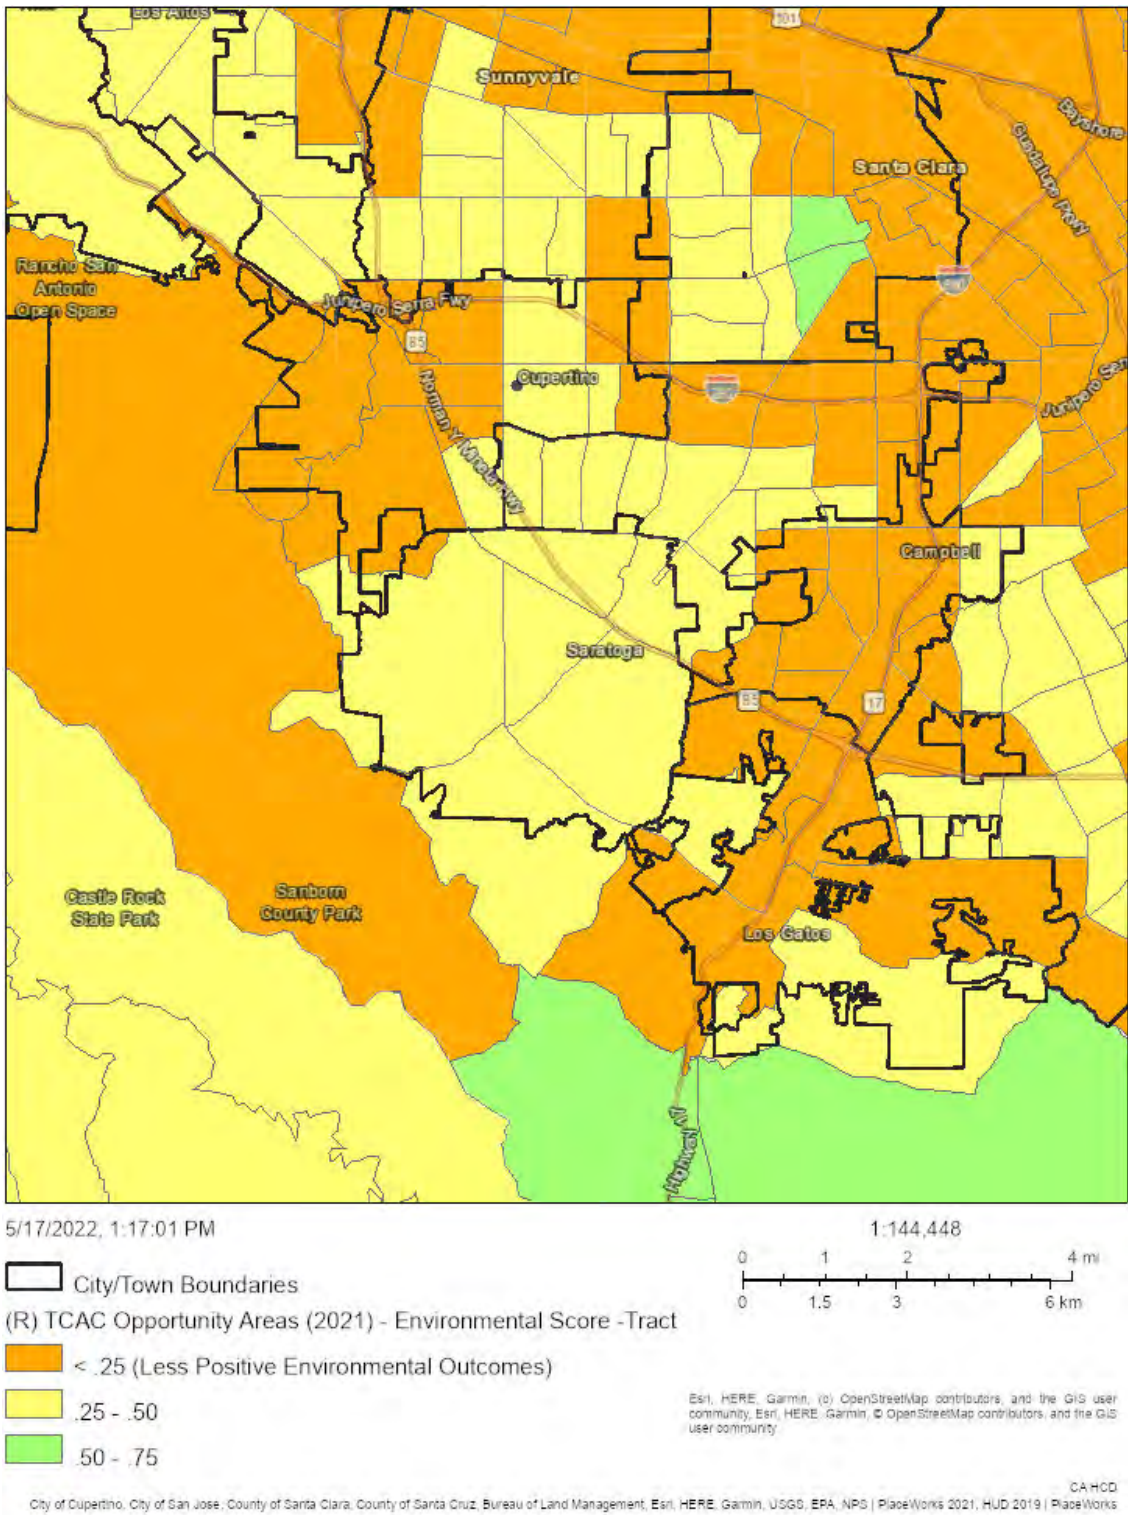 Los Altos
101
Sunnyvale
Bayshore
Guadalupe Pkwy
Santa Clara
Rancho San
Antonio
Open Space
Junipero Serra Fwy
85
Cupertino
Norman Y Mineta Fwy
Junipero Ser
Campbell
Saratoga
85
17
Castle Rock
State Park
Sanborn
County Park
Los Gatos
Highway 17
5/17/2022, 1:17:01 PM
1:144,448
0 1 2 4 mi
0 1.5 3 6 km
City/Town Boundaries
(R) TCAC Opportunity Areas (2021) - Environmental Score -Tract
< .25 (Less Positive Environmental Outcomes)
.25 - .50
.50 - .75
Esri, HERE, Garmin, (c) OpenStreetMap contributors, and the GIS user
community, Esri, HERE, Garmin, © OpenStreetMap contributors, and the GIS
user community
CA HCD
City of Cupertino, City of San Jose, County of Santa Clara, County of Santa Cruz, Bureau of Land Management, Esri, HERE, Garmin, USGS, EPA, NPS | PlaceWorks 2021, HUD 2019 | PlaceWorks